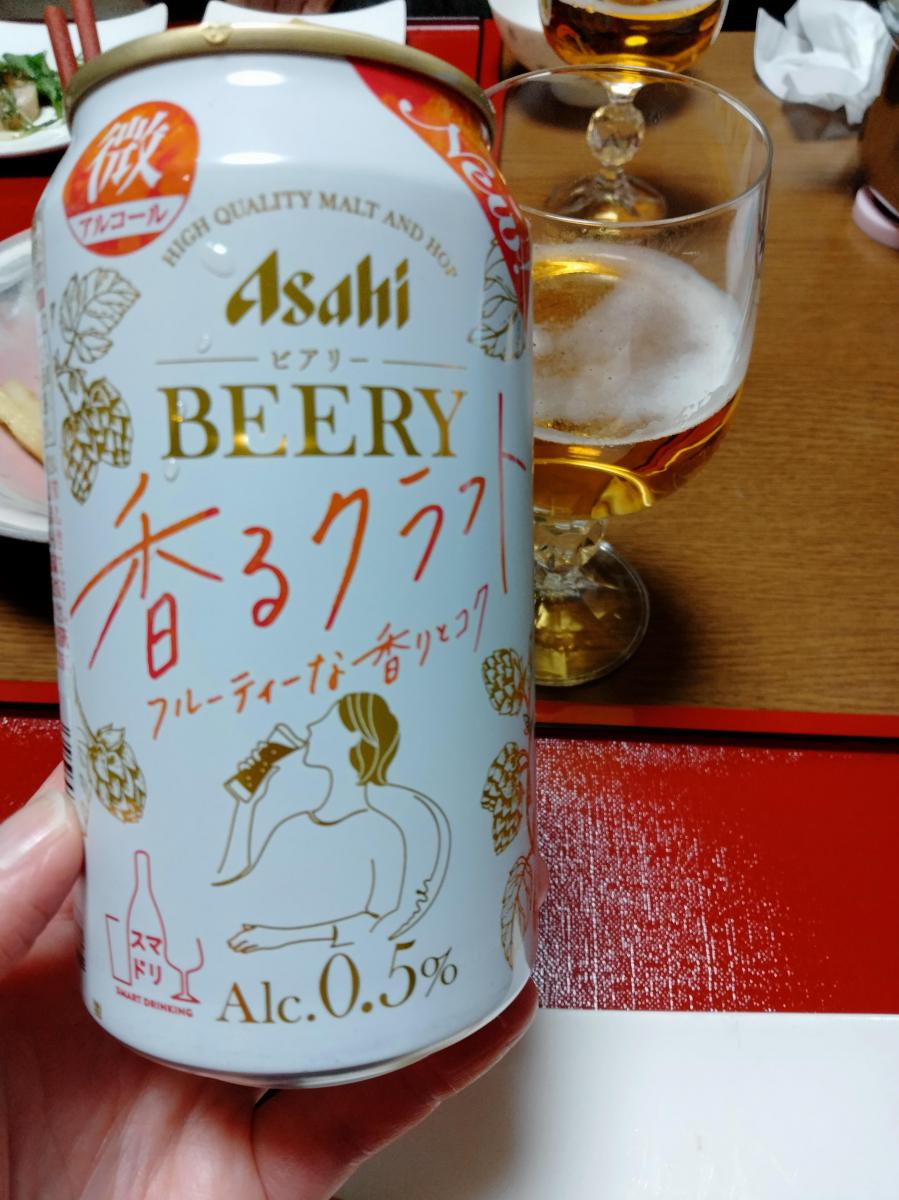 微
アルコール
New!
HIGH QUALITY MALT AND HOP
Asahi
ビアリー
BEERY
香るクラフト
フルーティーな香りとコク
スマ
ドリ
SMART DRINKING
Alc.0.5%